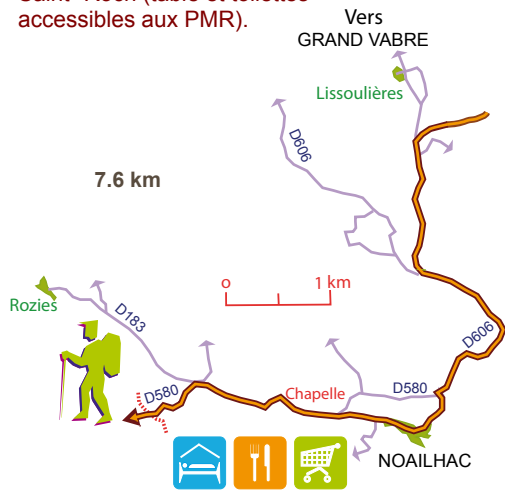 accessibles aux PMR).
Vers
GRAND VABRE
Lissoulières
D606
7.6 km
0 1 km
Rozies
D183
D606
D580
Chapelle
D580
NOAILHAC